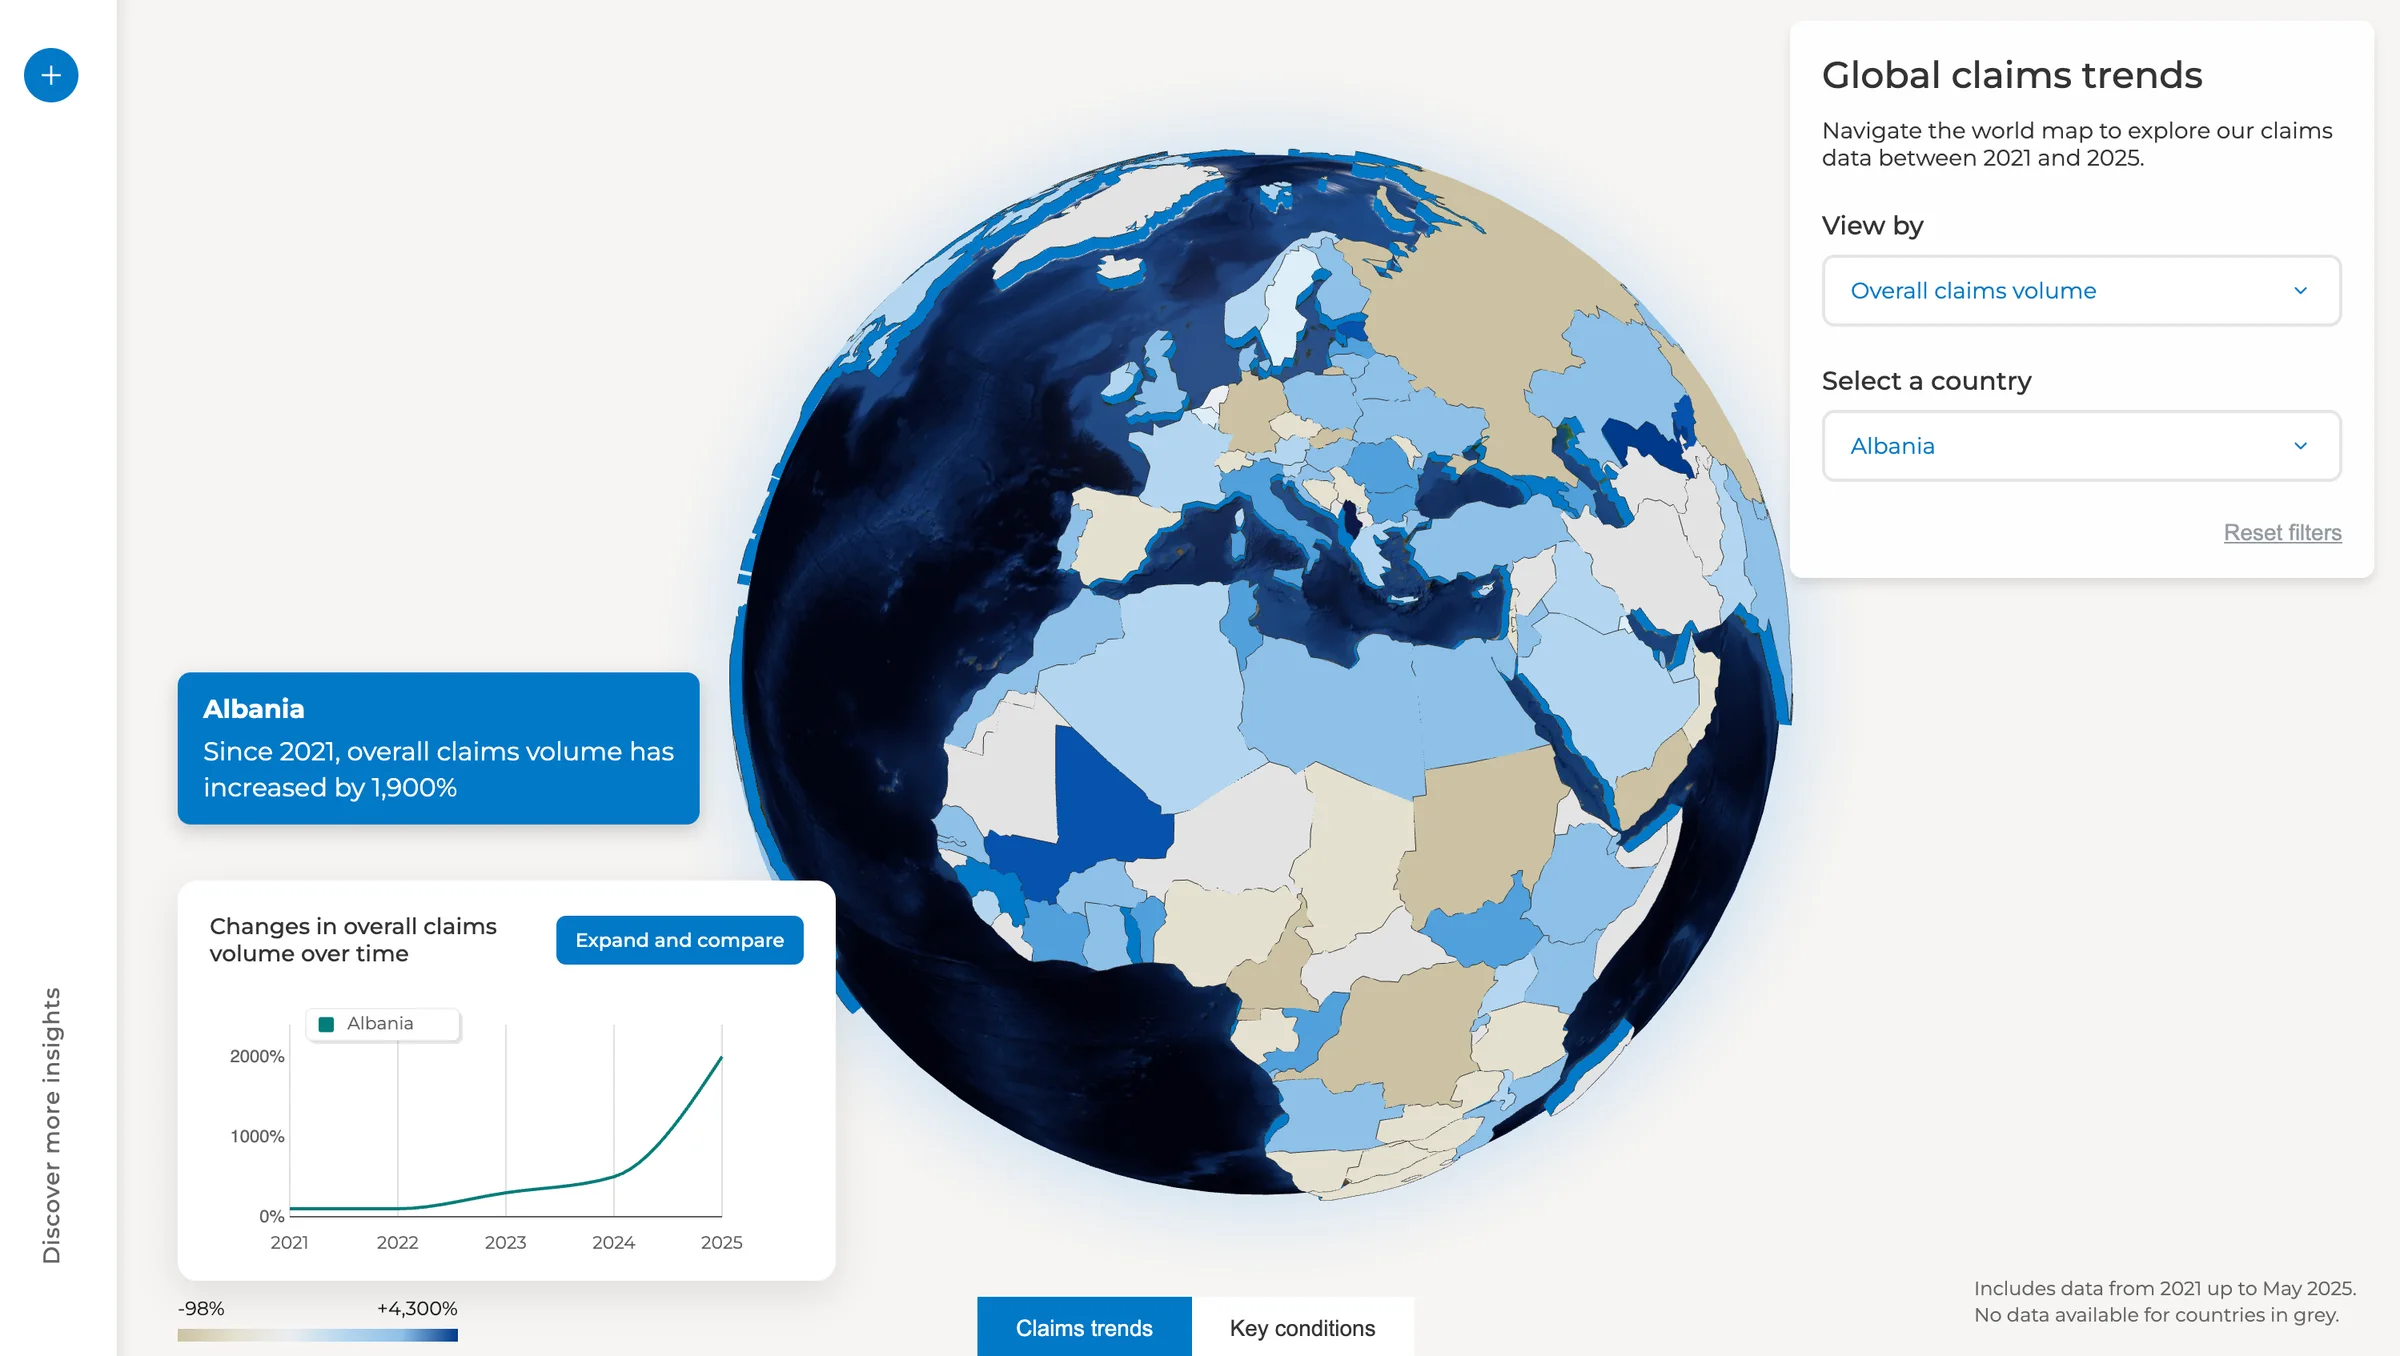 Global claims trends
Navigate the world map to explore our claims
data between 2021 and 2025.
View by
Overall claims volume
Select a country
Albania
Reset filters
Albania
Since 2021, overall claims volume has
increased by 1,900%
Changes in overall claims
volume over time
Expand and compare
Albania
2000%
1000%
0%
2021 2022 2023 2024 2025
-98% +4,300%
Discover more insights
Claims trends Key conditions
Includes data from 2021 up to May 2025.
No data available for countries in grey.